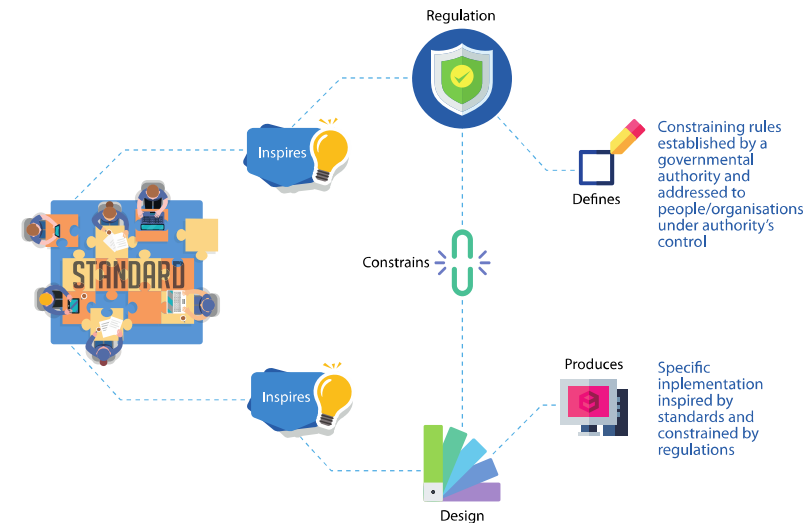 Regulation
Inspires
Constraining rules
established by a
governmental
authority and
addressed to
people/organisations
under authority's
control
Defines
STANDARD
Constrains
Inspires
Produces
Specific
inplementation
inspired by
standards and
constrained by
regulations
Design